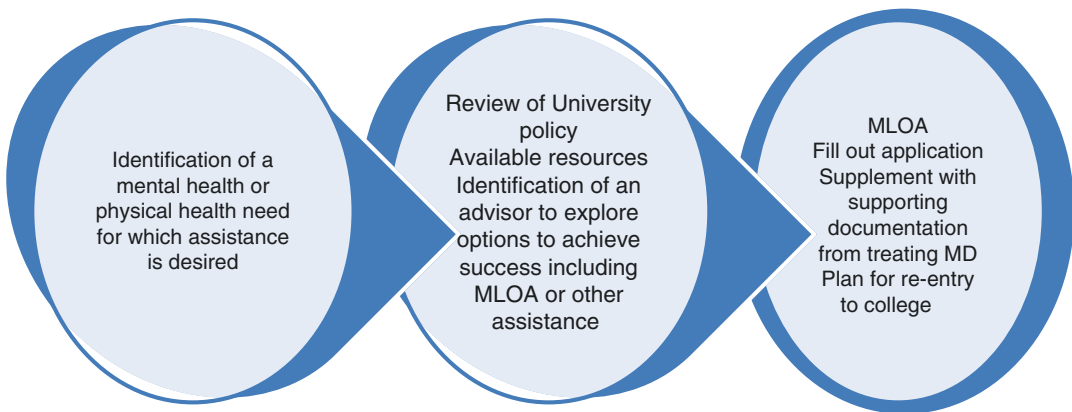 Identification of a
mental health or
physical health need
for which assistance
is desired
Review of University
policy
Available resources
Identification of an
advisor to explore
options to achieve
success including
MLOA or other
assistance
MLOA
Fill out application
Supplement with
supporting
documentation
from treating MD
Plan for re-entry
to college